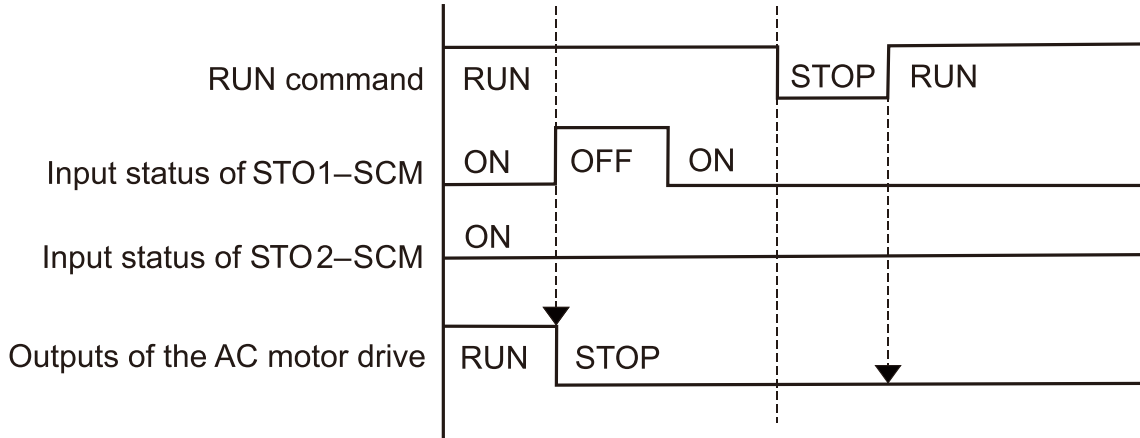 RUN command RUN STOP RUN
Input status of STO1–SCM ON OFF ON
Input status of STO2–SCM ON
Outputs of the AC motor drive RUN STOP